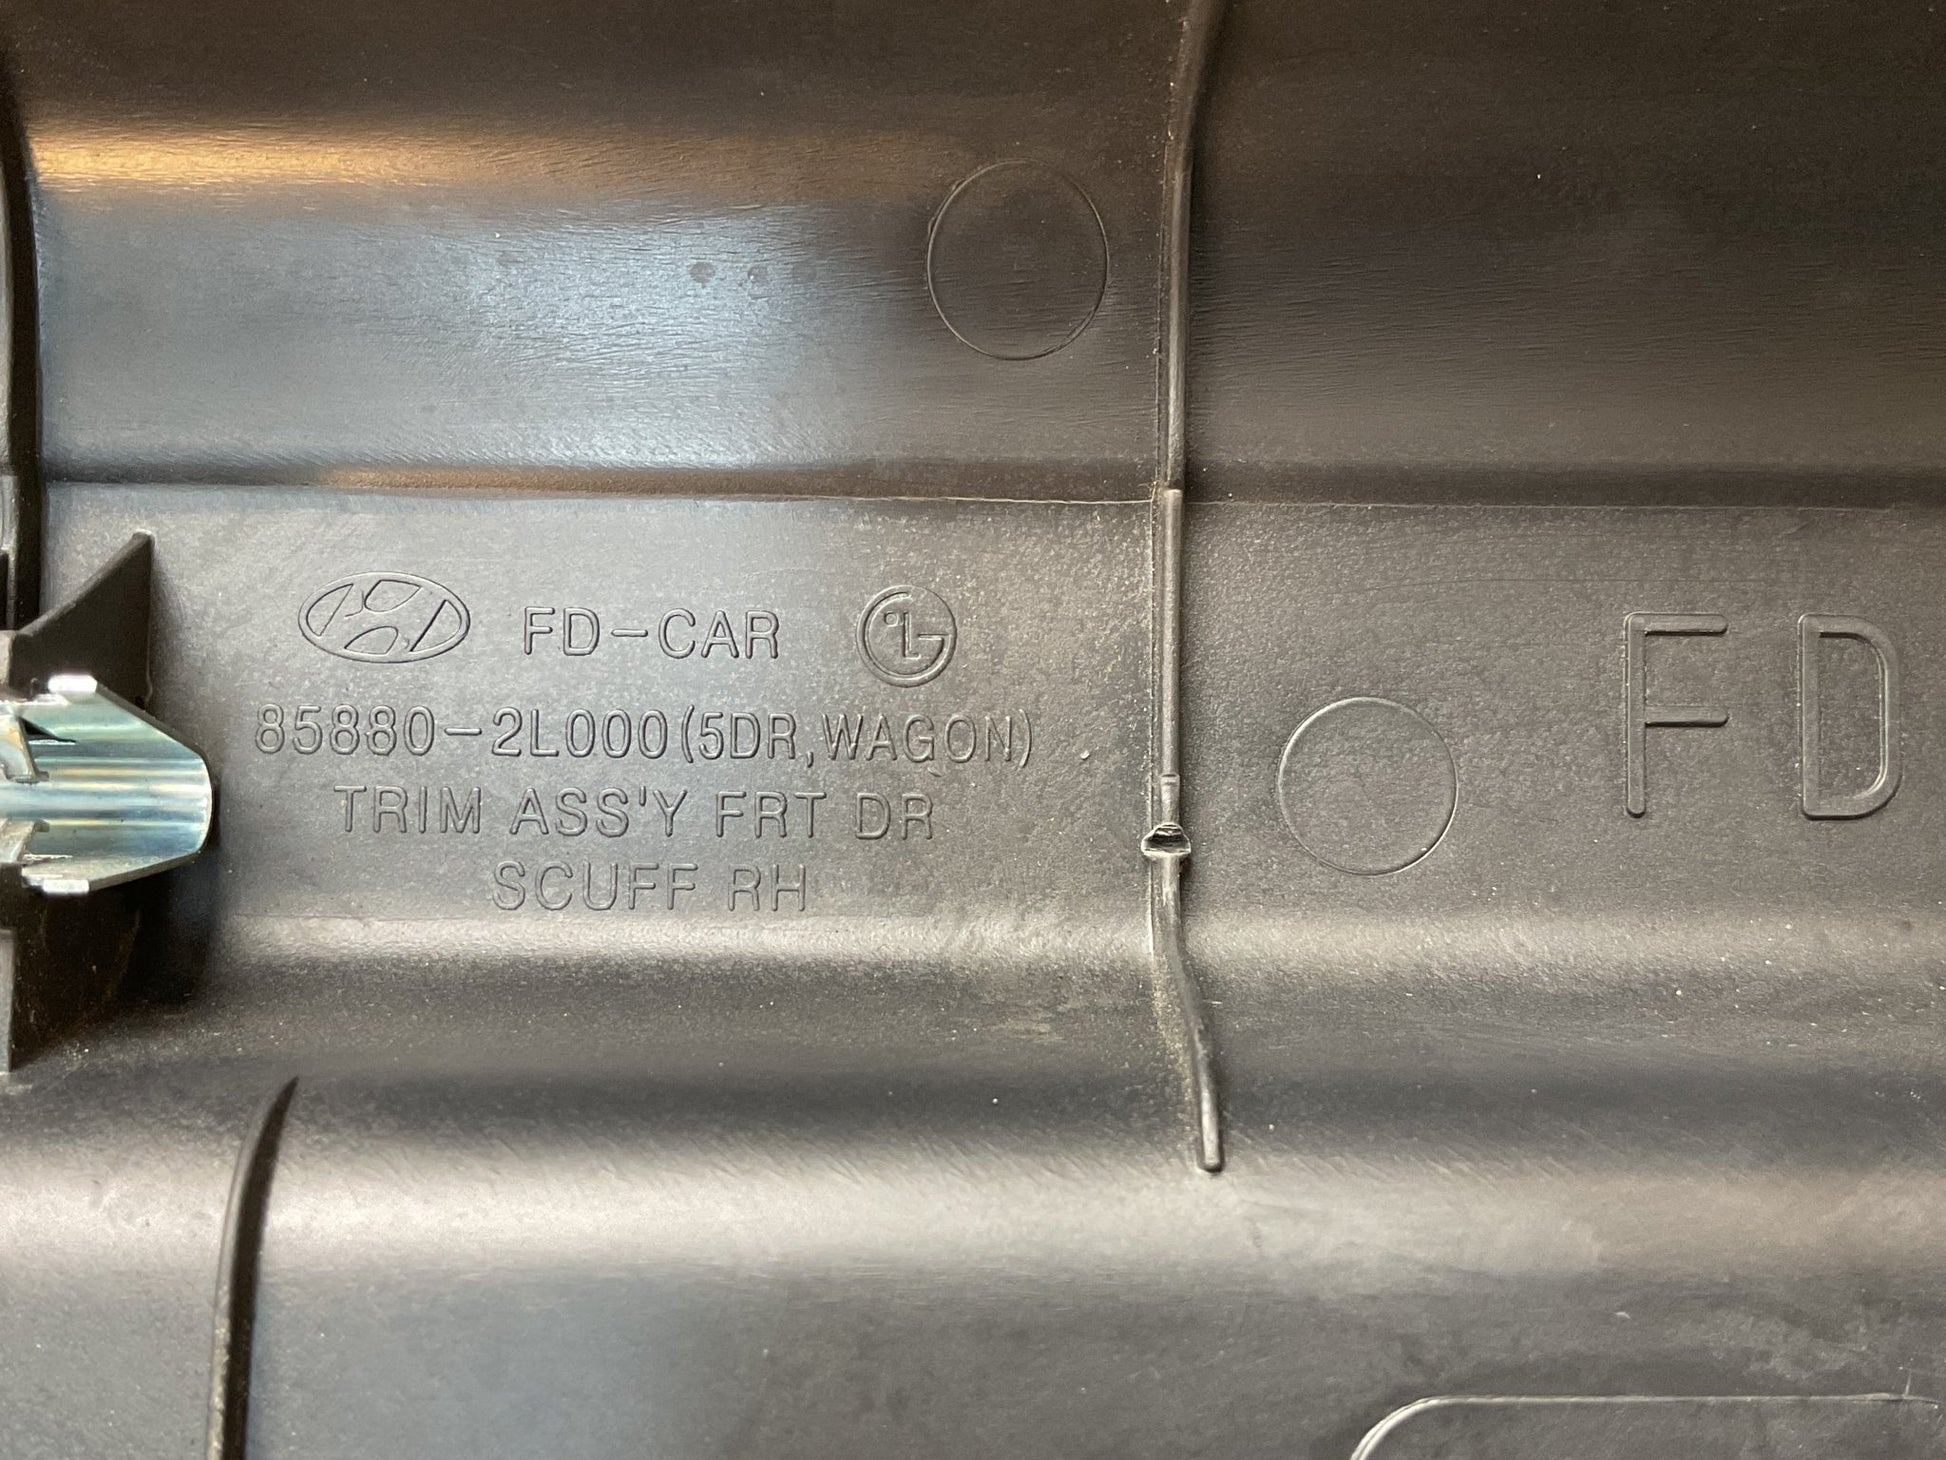 FD-CAR
85880-2L000(5DR,WAGON)
TRIM ASS'Y FRT DR
SCUFF RH
FD